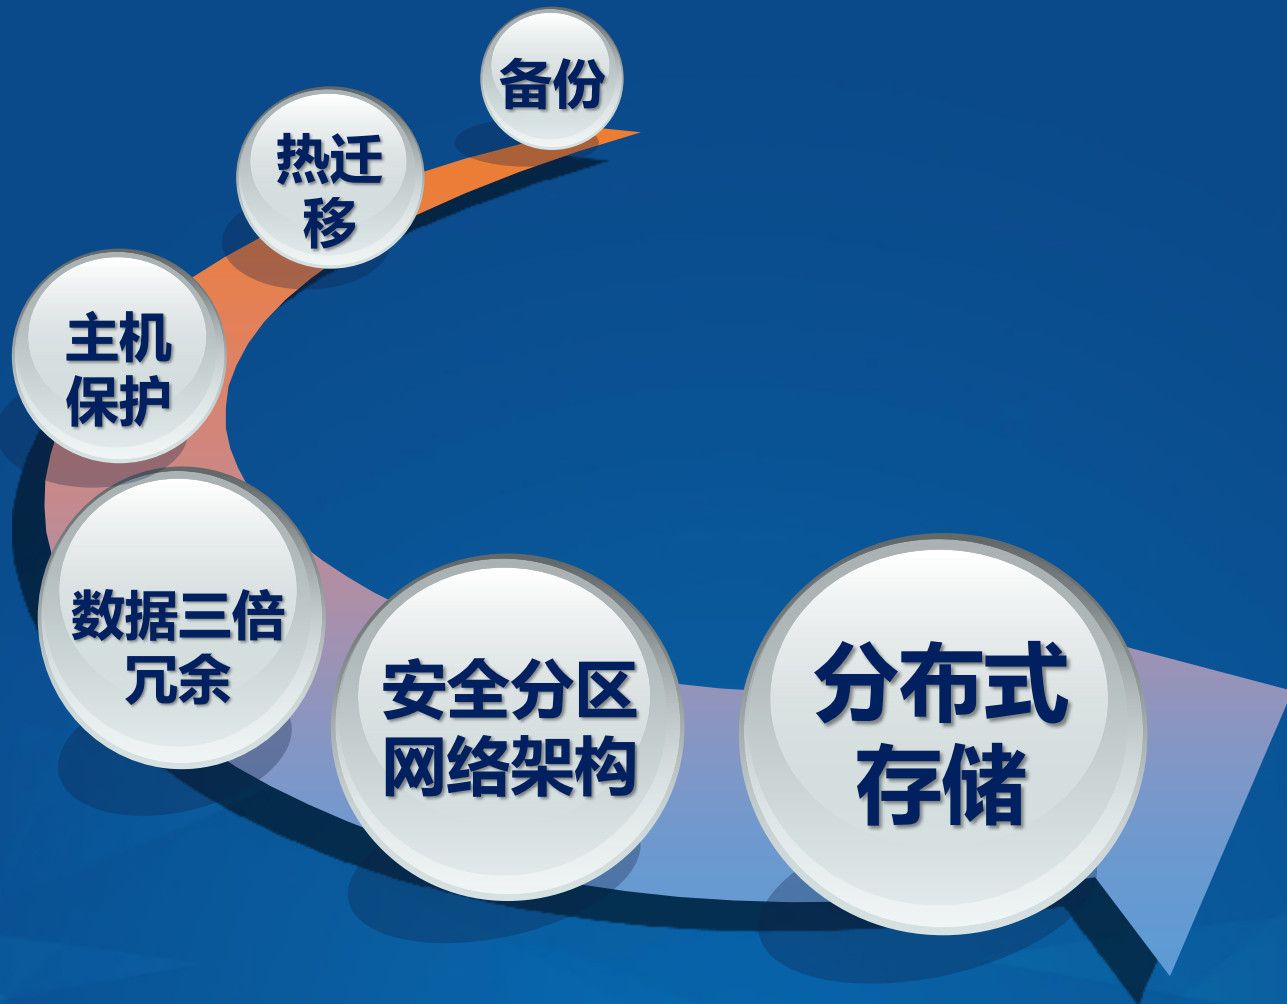 备份
热迁
移
主机
保护
数据三倍
冗余
安全分区
网络架构
分布式
存储